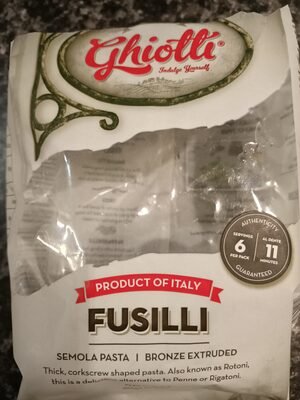 Ghiotti®
Indulge Yourself
AUTHENTICITY
SERVINGS
6
PER PACK
AL DENTE
11
MINUTES
GUARANTEED
PRODUCT OF ITALY
FUSILLI
SEMOLA PASTA | BRONZE EXTRUDED
Thick, corkscrew shaped pasta. Also known as Rotoni,
this is a delicious alternative to Penne or Rigatoni.